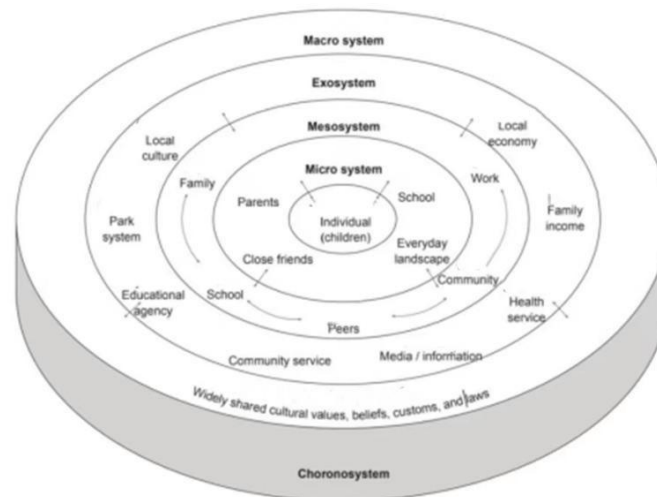 Macro system
Exosystem
Mesosystem
Local
culture
Local
economy
Micro system
Family
Work
Parents
School
Individual
(children)
Park
system
Family
income
Close friends
Everyday
landscape
Educational
agency
School
Community
Health
service
Peers
Community service
Media / information
Widely shared cultural values, beliefs, customs, and laws
Choronosystem